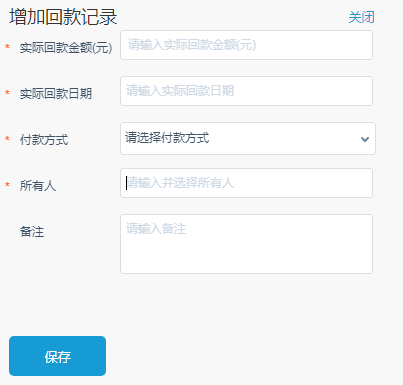 增加回款记录 关闭
* 实际回款金额(元) 请输入实际回款金额(元)
* 实际回款日期 请输入实际回款日期
* 付款方式 请选择付款方式
* 所有人 请输入并选择所有人
备注 请输入备注
保存